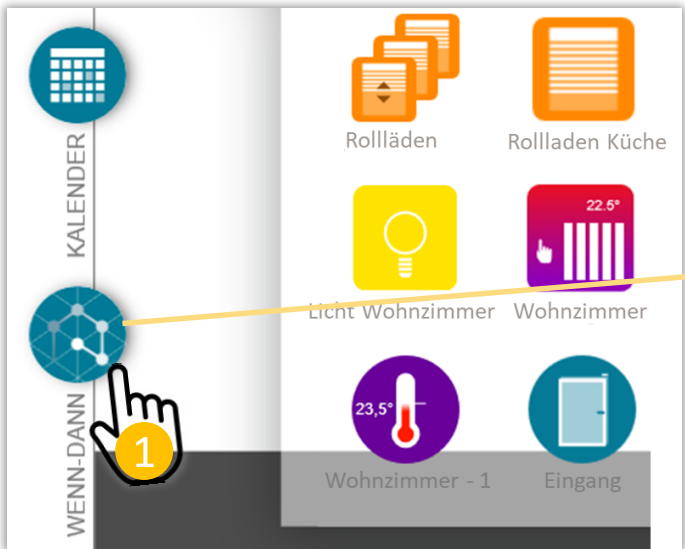 KALENDER
WENN-DANN
1
Rollläden
Rollladen Küche
22.5°
Licht Wohnzimmer
Wohnzimmer
23,5°
Wohnzimmer - 1
Eingang